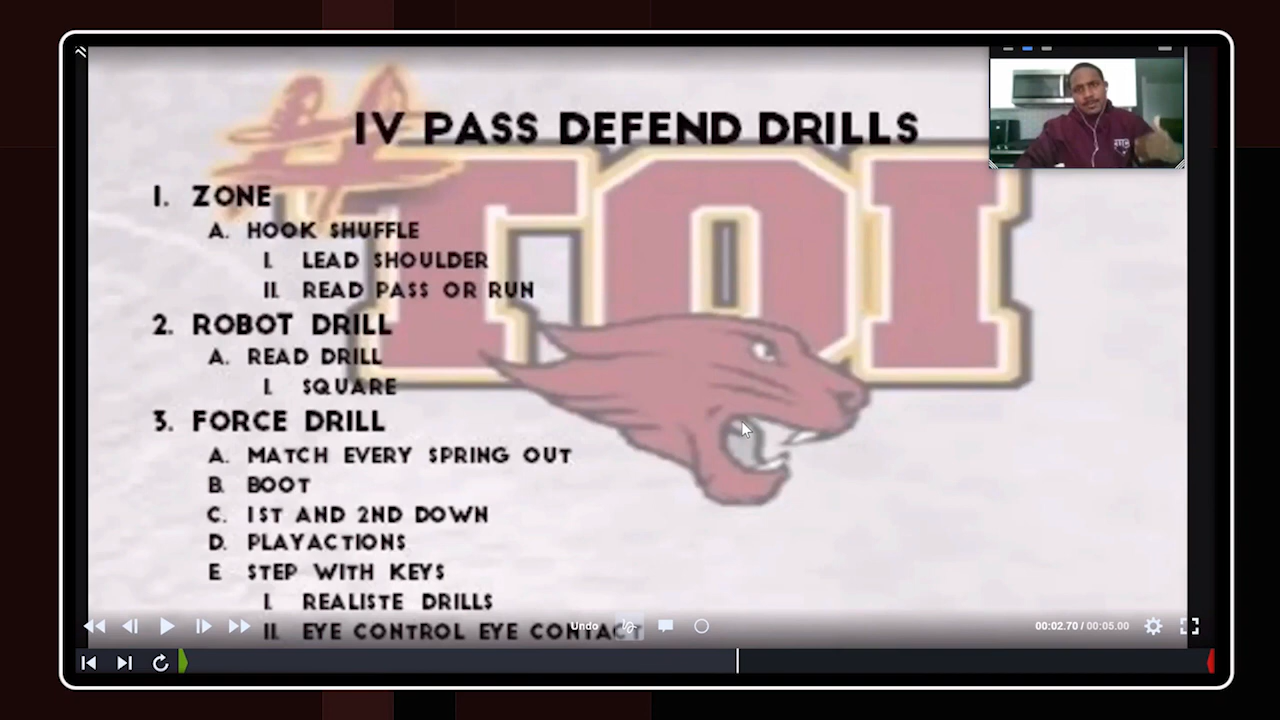 IV PASS DEFEND DRILLS
TOI
1. ZONE
A. HOOK SHUFFLE
I. LEAD SHOULDER
II. READ PASS OR RUN
2. ROBOT DRILL
A. READ DRILL
I. SQUARE
3. FORCE DRILL
A. MATCH EVERY SPRING OUT
B. BOOT
C. 1ST AND 2ND DOWN
D. PLAYACTIONS
E STEP WITH KEYS
I. REALISTE DRILLS
II. EYE CONTROL EYE CONTACT
Undo
00:02.70 / 00:05.00